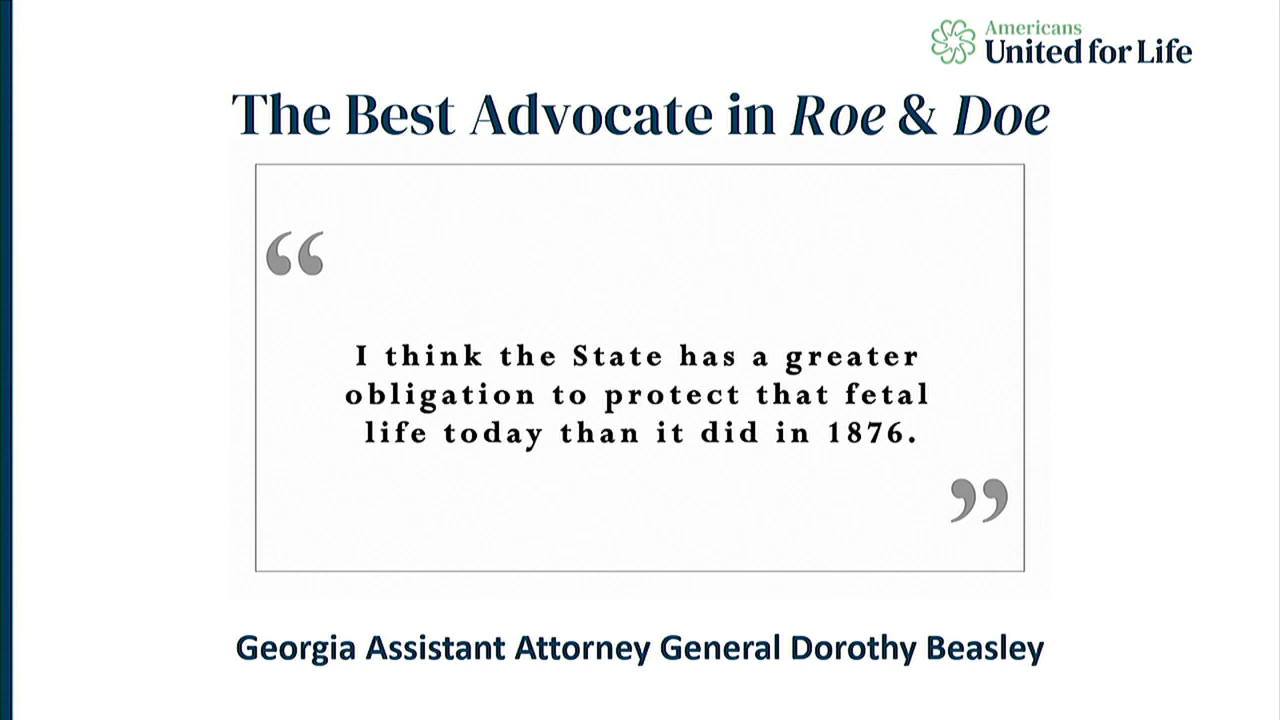 Americans
United for Life
The Best Advocate in Roe & Doe
“
I think the State has a greater
obligation to protect that fetal
life today than it did in 1876.
”
Georgia Assistant Attorney General Dorothy Beasley